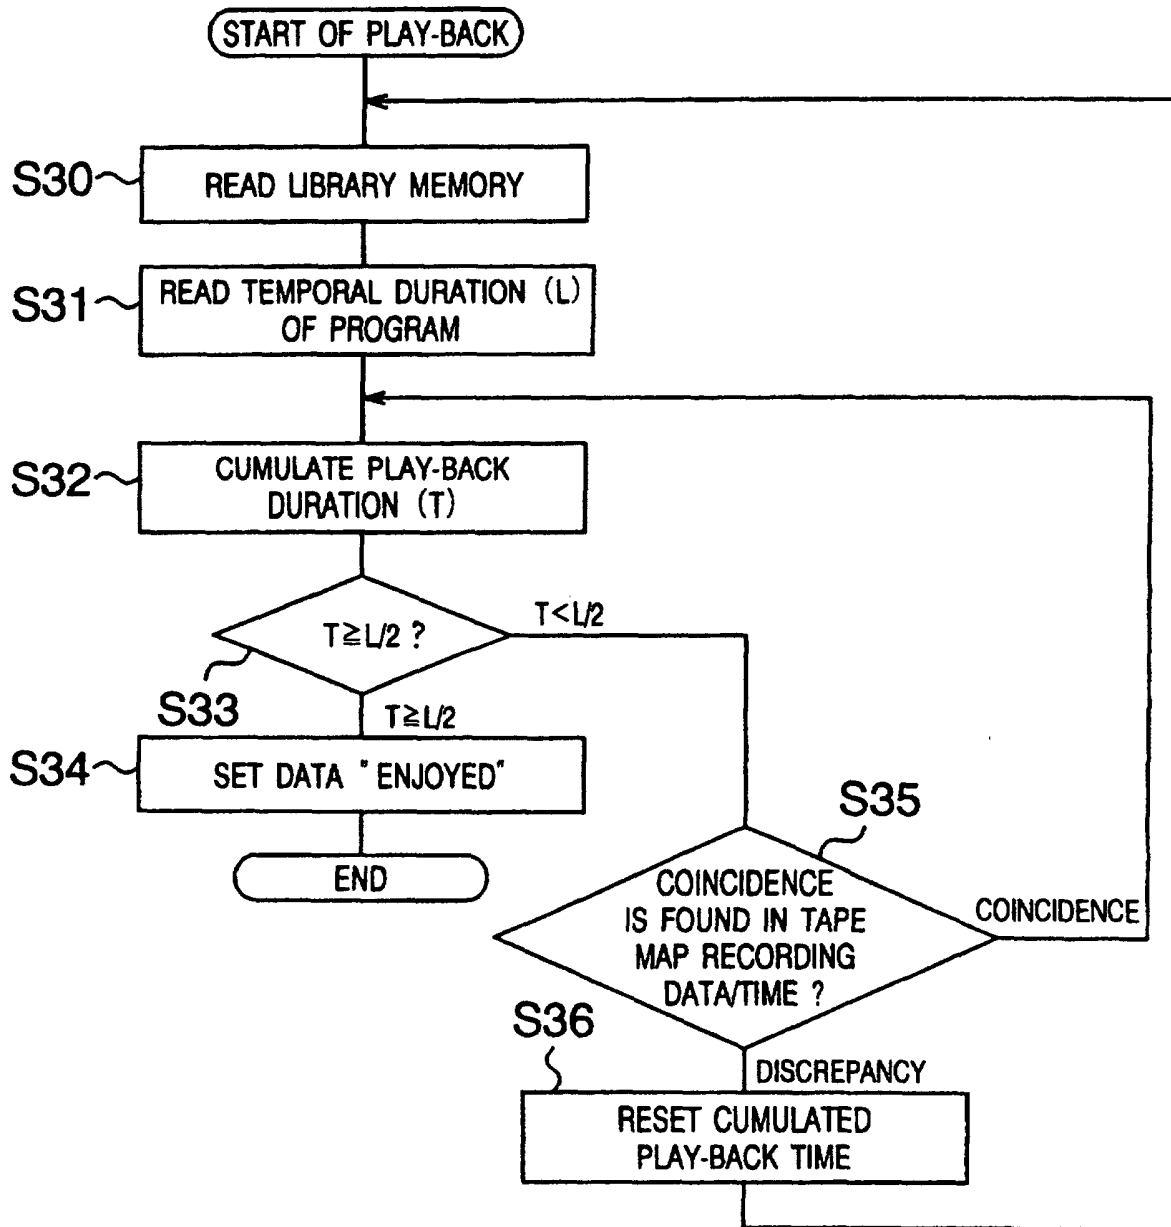 START OF PLAY-BACK
S30
READ LIBRARY MEMORY
S31
READ TEMPORAL DURATION (L)
OF PROGRAM
S32
CUMULATE PLAY-BACK
DURATION (T)
T≧L/2 ?
T<L/2
S33
T≧L/2
S34
SET DATA "ENJOYED"
END
S35
COINCIDENCE
IS FOUND IN TAPE
MAP RECORDING
DATA/TIME ?
COINCIDENCE
S36
DISCREPANCY
RESET CUMULATED
PLAY-BACK TIME